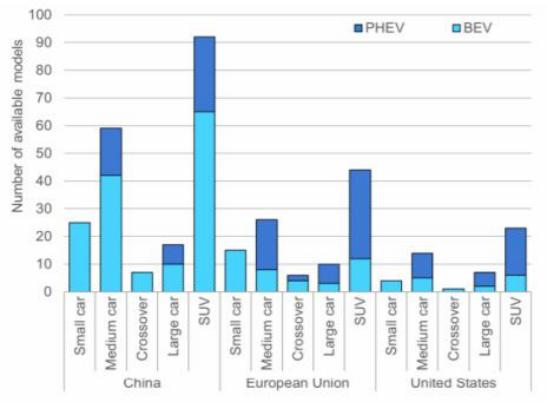 100
PHEV BEV
90
80
70
60
50
40
30
20
10
0
Number of available models
Small car
Medium car
Crossover
Large car
SUV
Small car
Medium car
Crossover
Large car
SUV
Small car
Medium car
Crossover
Large car
SUV
China European Union United States